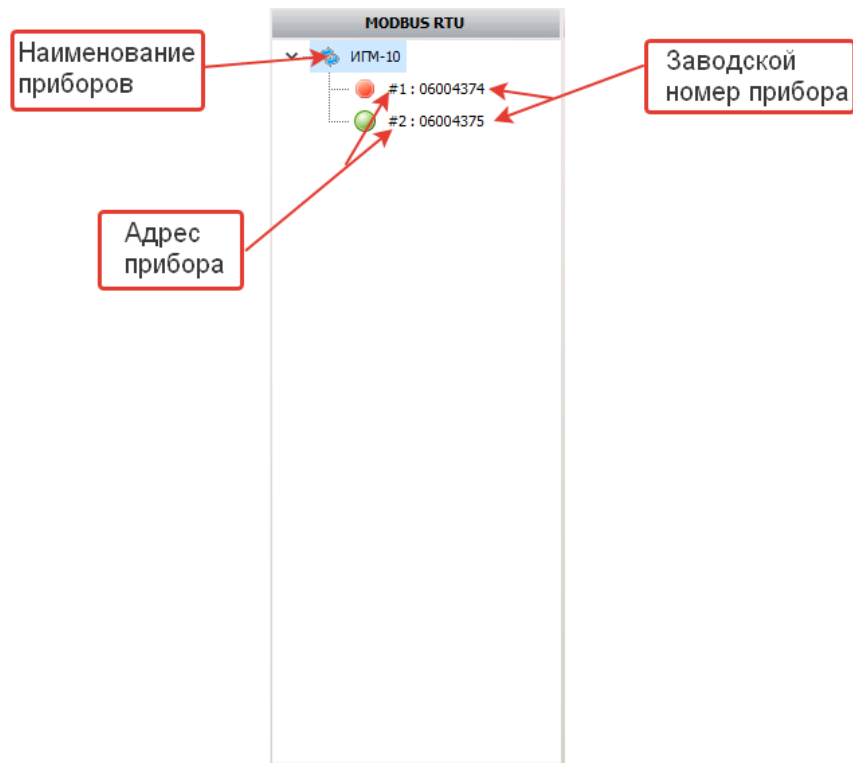 MODBUS RTU
Наименование
приборов
ИГМ-10
Заводской
номер прибора
#1 : 06004374
#2 : 06004375
Адрес
прибора